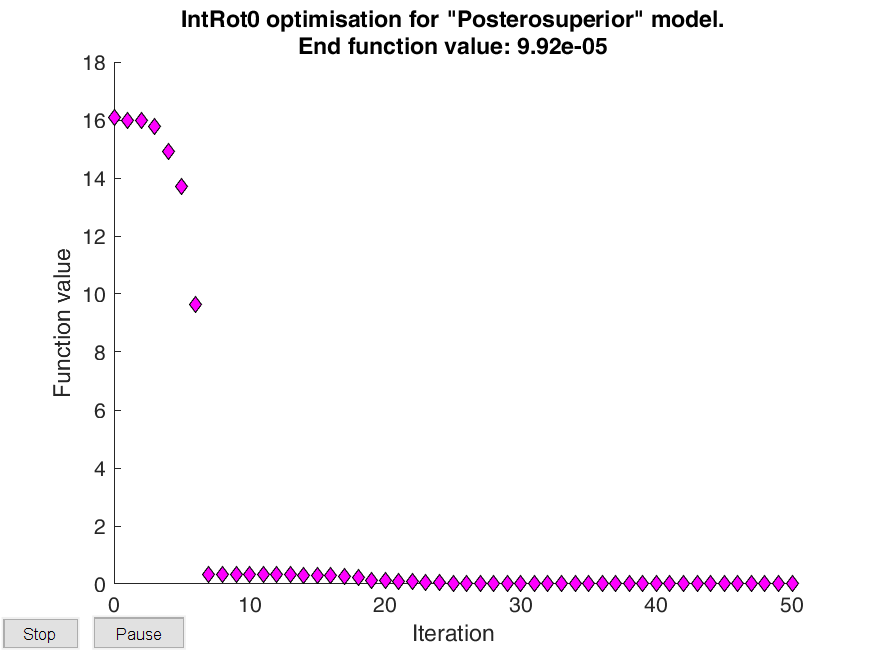 IntRot0 optimisation for "Posterosuperior" model.
End function value: 9.92e-05
18
16
14
12
10
8
6
4
2
0
Function value
0 10 20 30 40 50
Iteration
Stop Pause